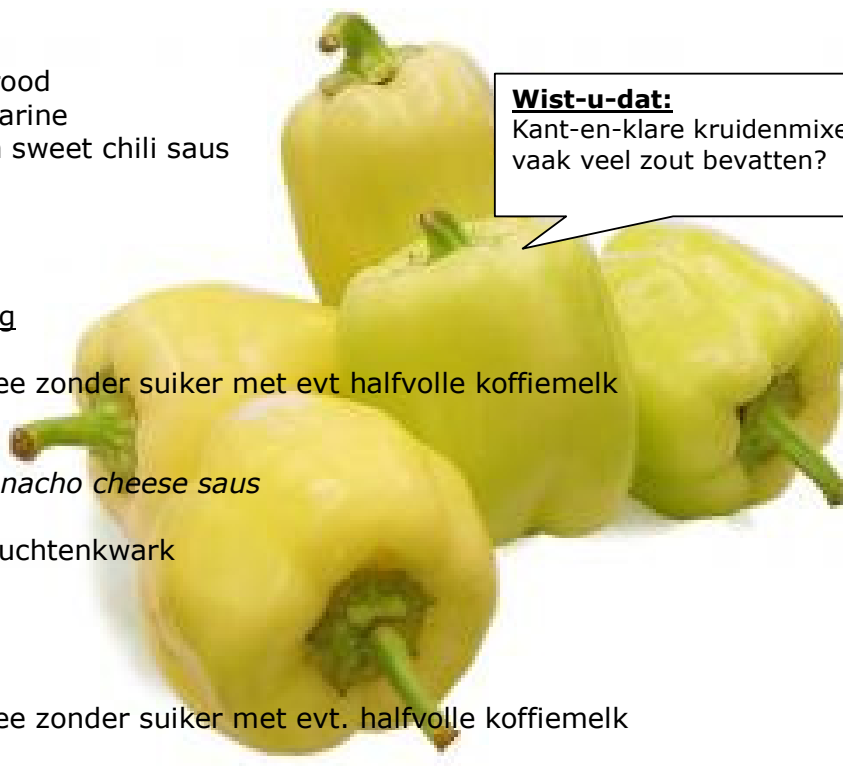 ood
arine
sweet chili saus
Wist-u-dat:
Kant-en-klare kruidenmixe
vaak veel zout bevatten?
g
ee zonder suiker met evt halfvolle koffiemelk
nacho cheese saus
uchtenkwark
ee zonder suiker met evt. halfvolle koffiemelk